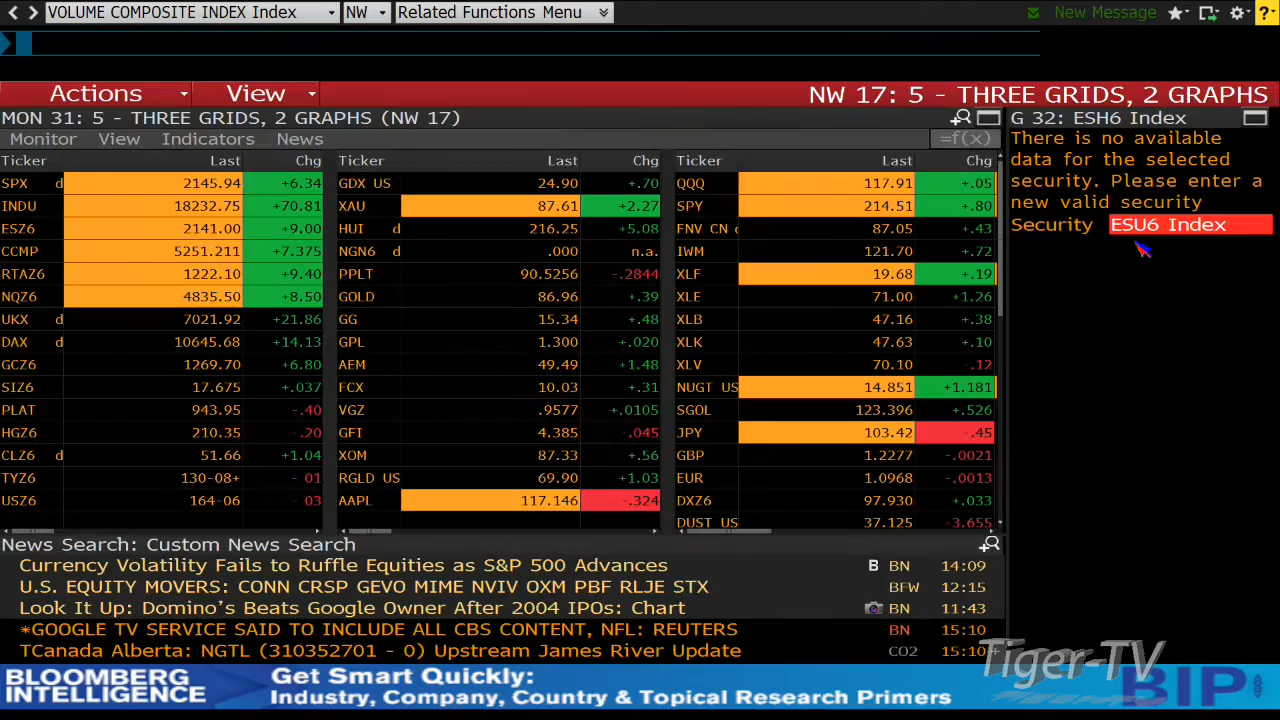 VOLUME COMPOSITE INDEX Index NW Related Functions Menu New Message ?
Actions View NW 17: 5 - THREE GRIDS, 2 GRAPHS
MON 31: 5 - THREE GRIDS, 2 GRAPHS (NW 17)
Monitor View Indicators News =f(x)
Ticker Last Chg Ticker Last Chg Ticker Last Chg
SPX d 2145.94 +6.34 GDX US 24.90 +.70 QQQ 117.91 +.05
INDU 18232.75 +70.81 XAU 87.61 +2.27 SPY 214.51 +.80
ESZ6 2141.00 +9.00 HUI d 216.25 +5.08 FNV CN 87.05 +.43
CCMP 5251.211 +7.375 NGN6 d .000 n.a. IWM 121.70 +.72
RTAZ6 1222.10 +9.40 PPLT 90.5256 -.2844 XLF 19.68 +.19
NQZ6 4835.50 +8.50 GOLD 86.96 +.39 XLE 71.00 +1.26
UKX d 7021.92 +21.86 GG 15.34 +.48 XLB 47.16 +.38
DAX d 10645.68 +14.13 GPL 1.300 +.020 XLK 47.63 +.10
GCZ6 1269.70 +6.80 AEM 49.49 +1.48 XLV 70.10 -.12
SIZ6 17.675 +.037 FCX 10.03 +.31 NUGT US 14.851 +1.181
PLAT 943.95 -.40 VGZ .9577 +.0105 SGOL 123.396 +.526
HGZ6 210.35 -.20 GFI 4.385 -.045 JPY 103.42 -.45
CLZ6 d 51.66 +1.04 XOM 87.33 +.56 GBP 1.2277 -.0021
TYZ6 130-08+ - 01 RGLD US 69.90 +1.03 EUR 1.0968 -.0013
USZ6 164-06 - 03 AAPL 117.146 -.324 DXZ6 97.930 +.033
DUST US 37.125 -3.655
G 32: ESH6 Index
There is no available
data for the selected
security. Please enter a
new valid security
Security ESU6 Index
News Search: Custom News Search
Currency Volatility Fails to Ruffle Equities as S&P 500 Advances B BN 14:09
U.S. EQUITY MOVERS: CONN CRSP GEVO MIME NVIV OXM PBF RLJE STX BFW 12:15
Look It Up: Domino's Beats Google Owner After 2004 IPOs: Chart BN 11:43
*GOOGLE TV SERVICE SAID TO INCLUDE ALL CBS CONTENT, NFL: REUTERS BN 15:10
TCanada Alberta: NGTL (310352701 - 0) Upstream James River Update CO2 15:10
Tiger-TV
BLOOMBERG
INTELLIGENCE
Get Smart Quickly:
Industry, Company, Country & Topical Research Primers
BIP